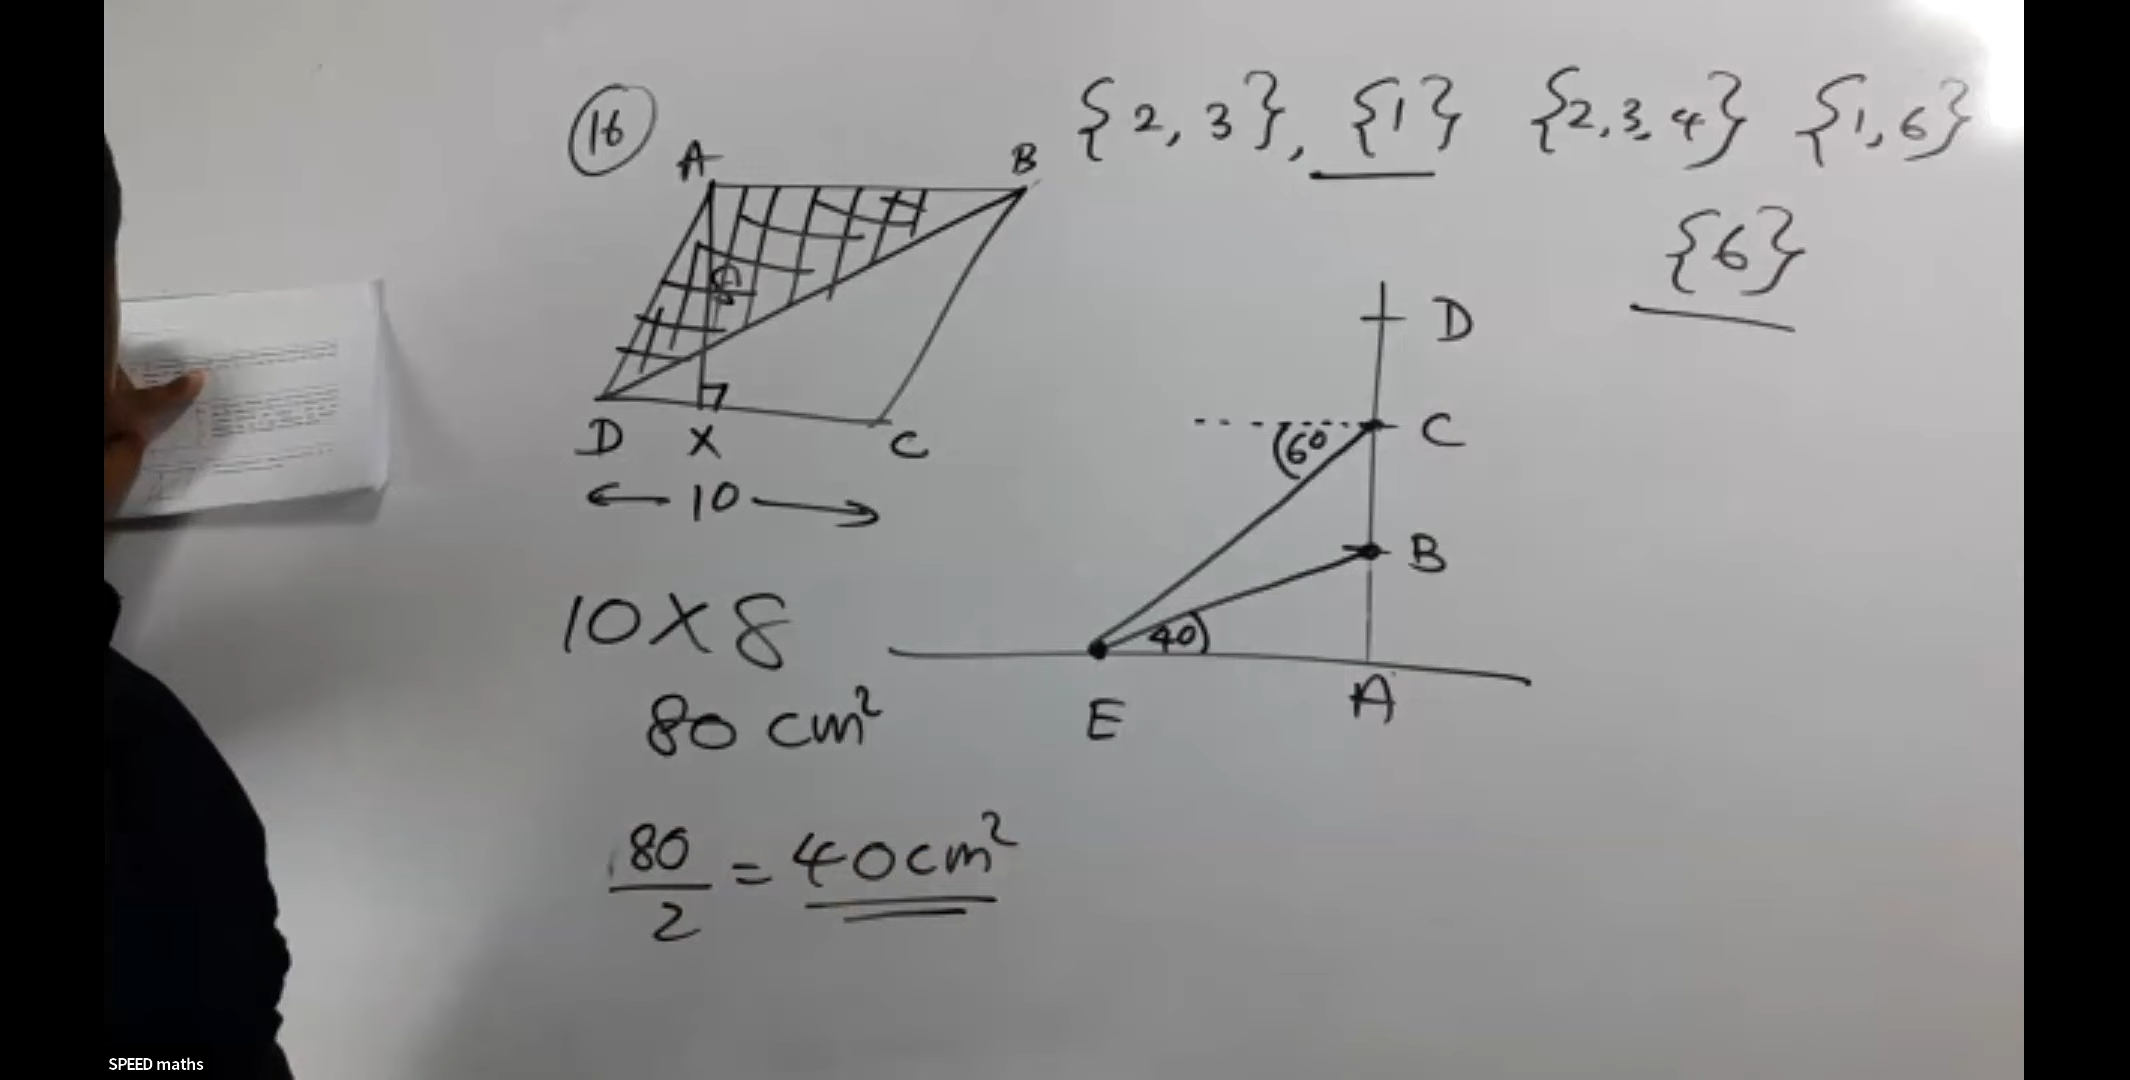 16
{2, 3}, {1} {2, 3, 4} {1, 6}
{6}
A B
8
D X C
10
D
C
60
B
40
E A
10 X 8
80 cm²
80/2 = 40cm²
SPEED maths